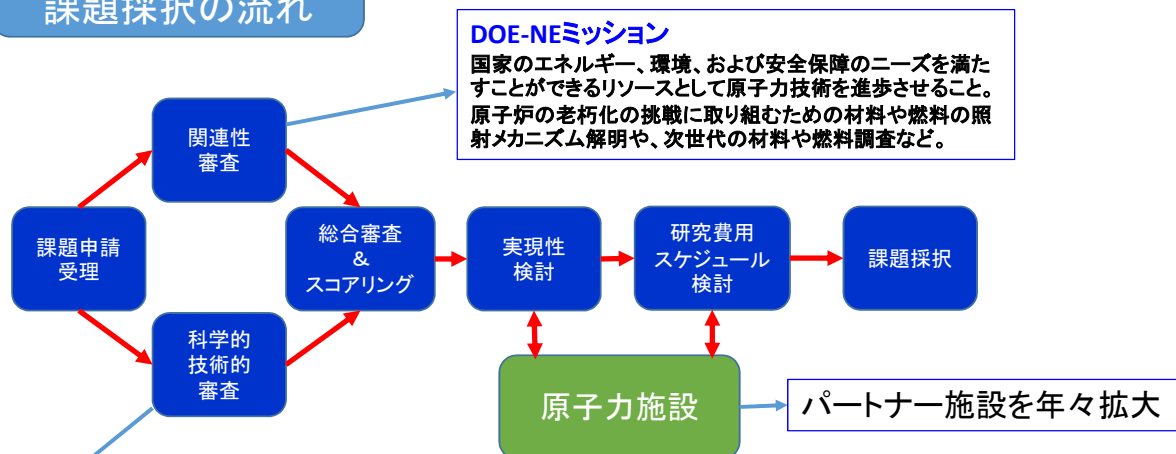 課題採択の流れ
DOE-NEミッション
国家のエネルギー、環境、および安全保障のニーズを満た
すことができるリソースとして原子力技術を進歩させること。
原子炉の老朽化の挑戦に取り組むための材料や燃料の照
射メカニズム解明や、次世代の材料や燃料調査など。
関連性
審査
課題申請
受理
総合審査
&
スコアリング
実現性
検討
研究費用
スケジュール
検討
課題採択
科学的
技術的
審査
原子力施設
パートナー施設を年々拡大